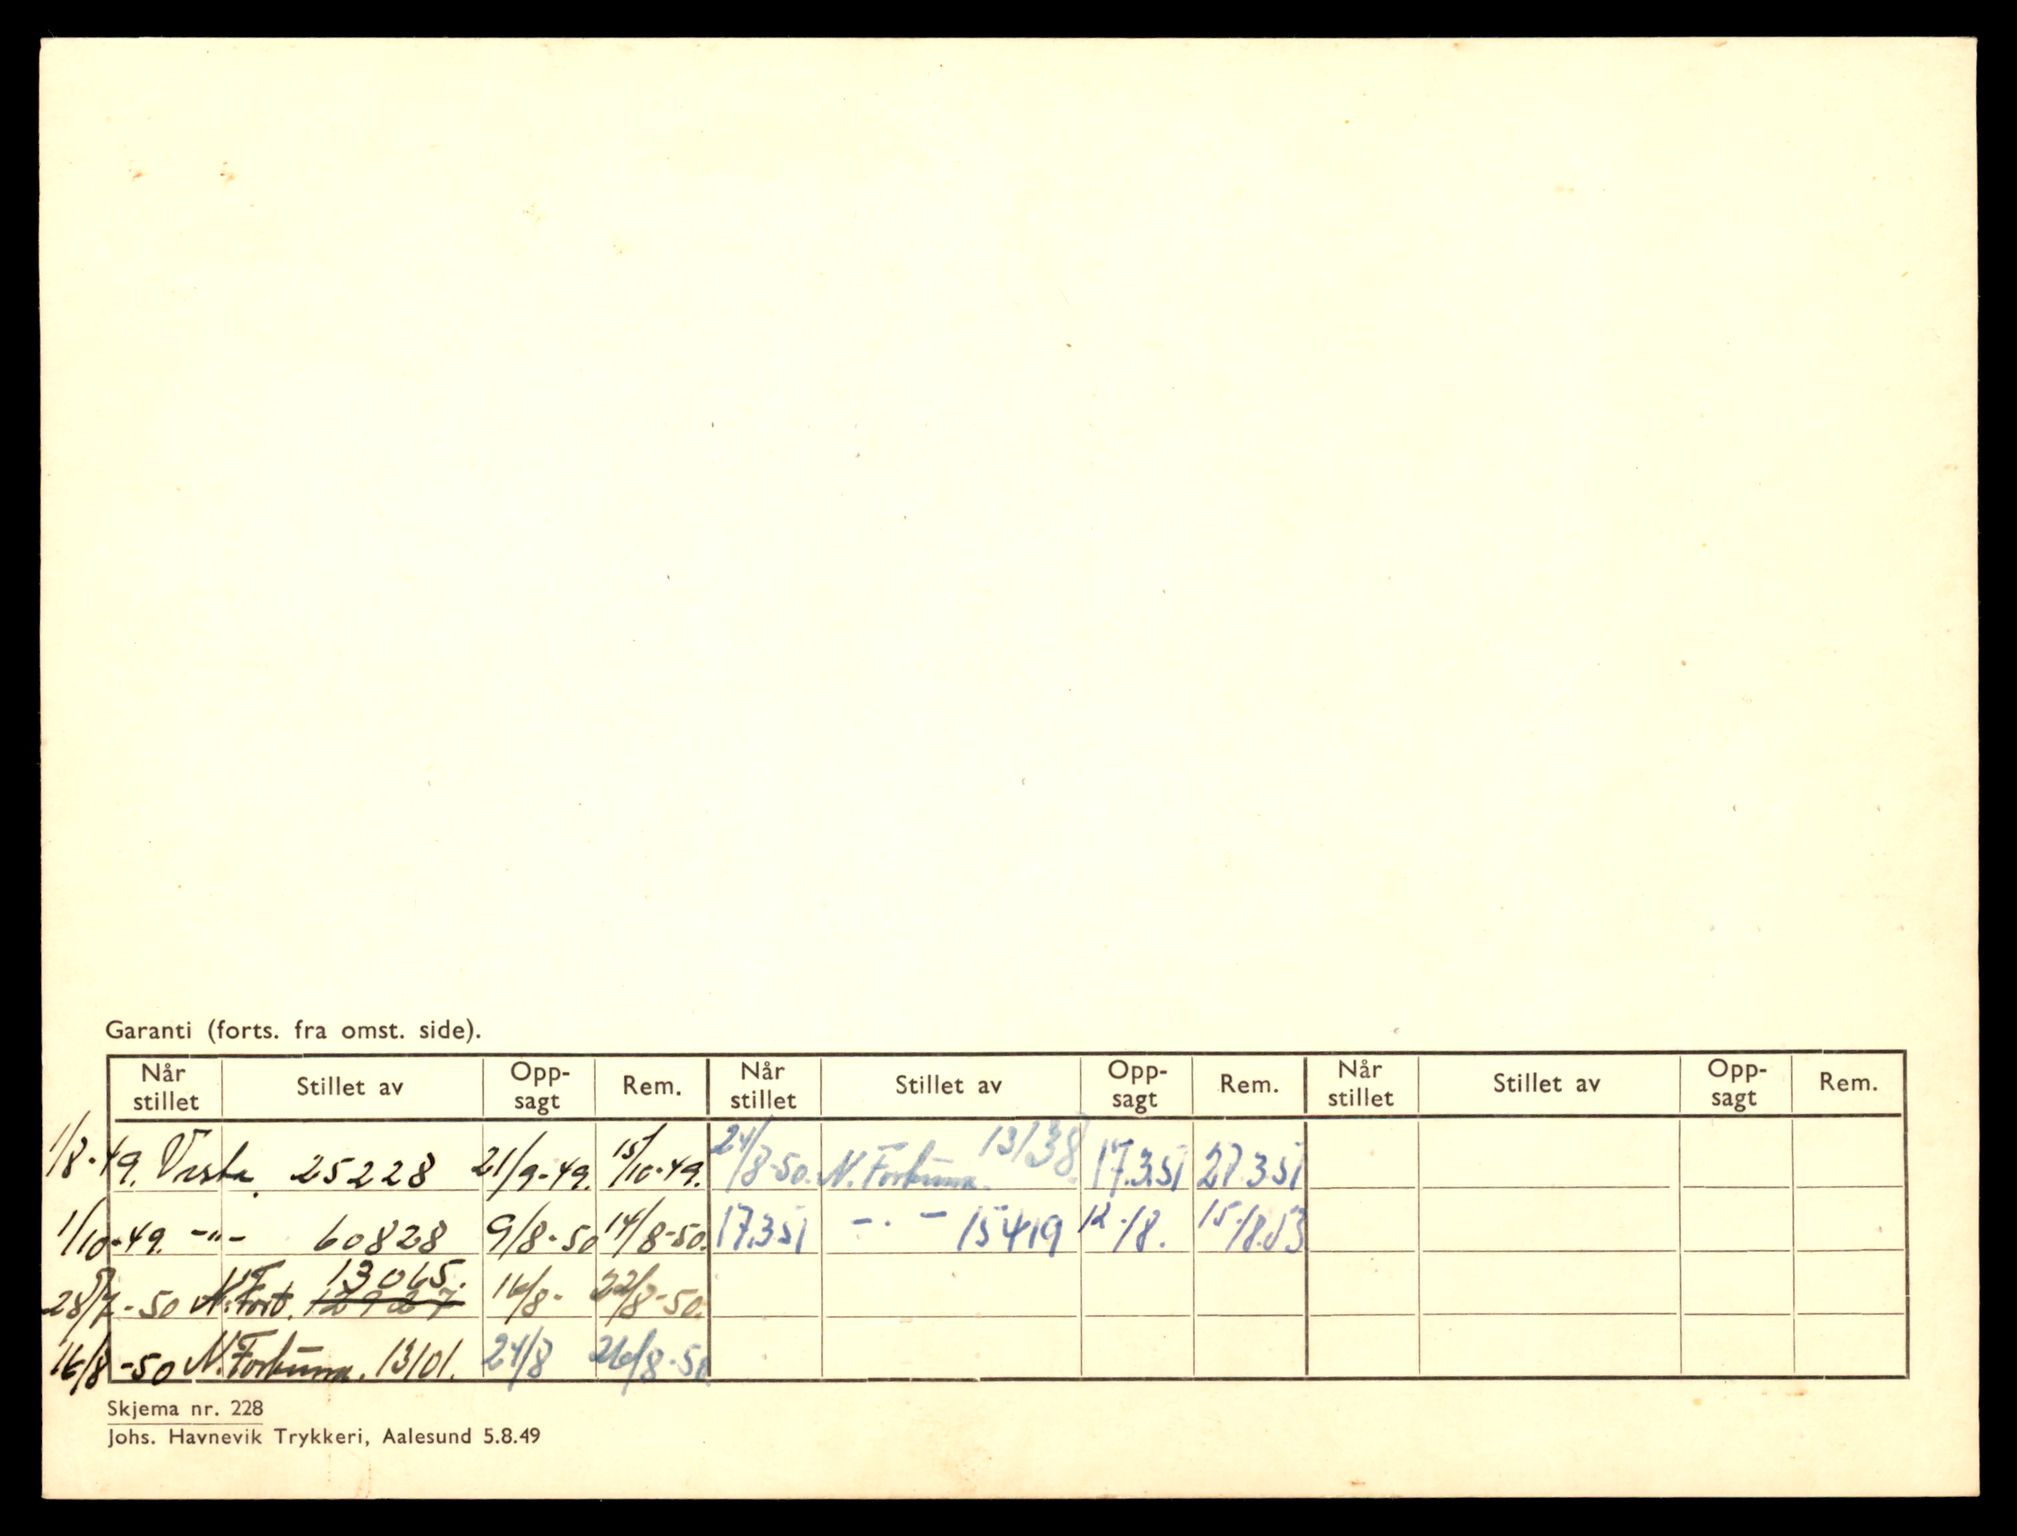 Garanti (forts. fra omst. side).
Når stillet Stillet av Opp-sagt Rem. Når stillet Stillet av Opp-sagt Rem. Når stillet Stillet av Opp-sagt Rem.
1/8-49. Vesta 25228 21/9-49. 15/10-49. 24/8-50. N. Fortuna. 13138 17.3.51 27.3.51
1/10-49. -"- 60828 9/8-50 14/8-50. 17.3.51 -.- 15419 12-/8. 15-/8.53
13065.
28/7-50 N. Fort. 12927 16/8- 22/8-50.
16/8-50 N. Fortuna. 13101. 24/8 26/8-50
Skjema nr. 228
Johs. Havnevik Trykkeri, Aalesund 5.8.49